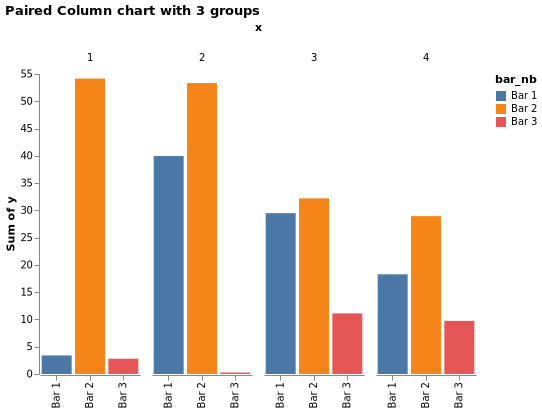 Paired Column chart with 3 groups
x
1 2 3 4
55
50
45
40
35
30
25
20
15
10
5
0
Sum of y
Bar 1 Bar 2 Bar 3 Bar 1 Bar 2 Bar 3 Bar 1 Bar 2 Bar 3 Bar 1 Bar 2 Bar 3
bar_nb
Bar 1
Bar 2
Bar 3